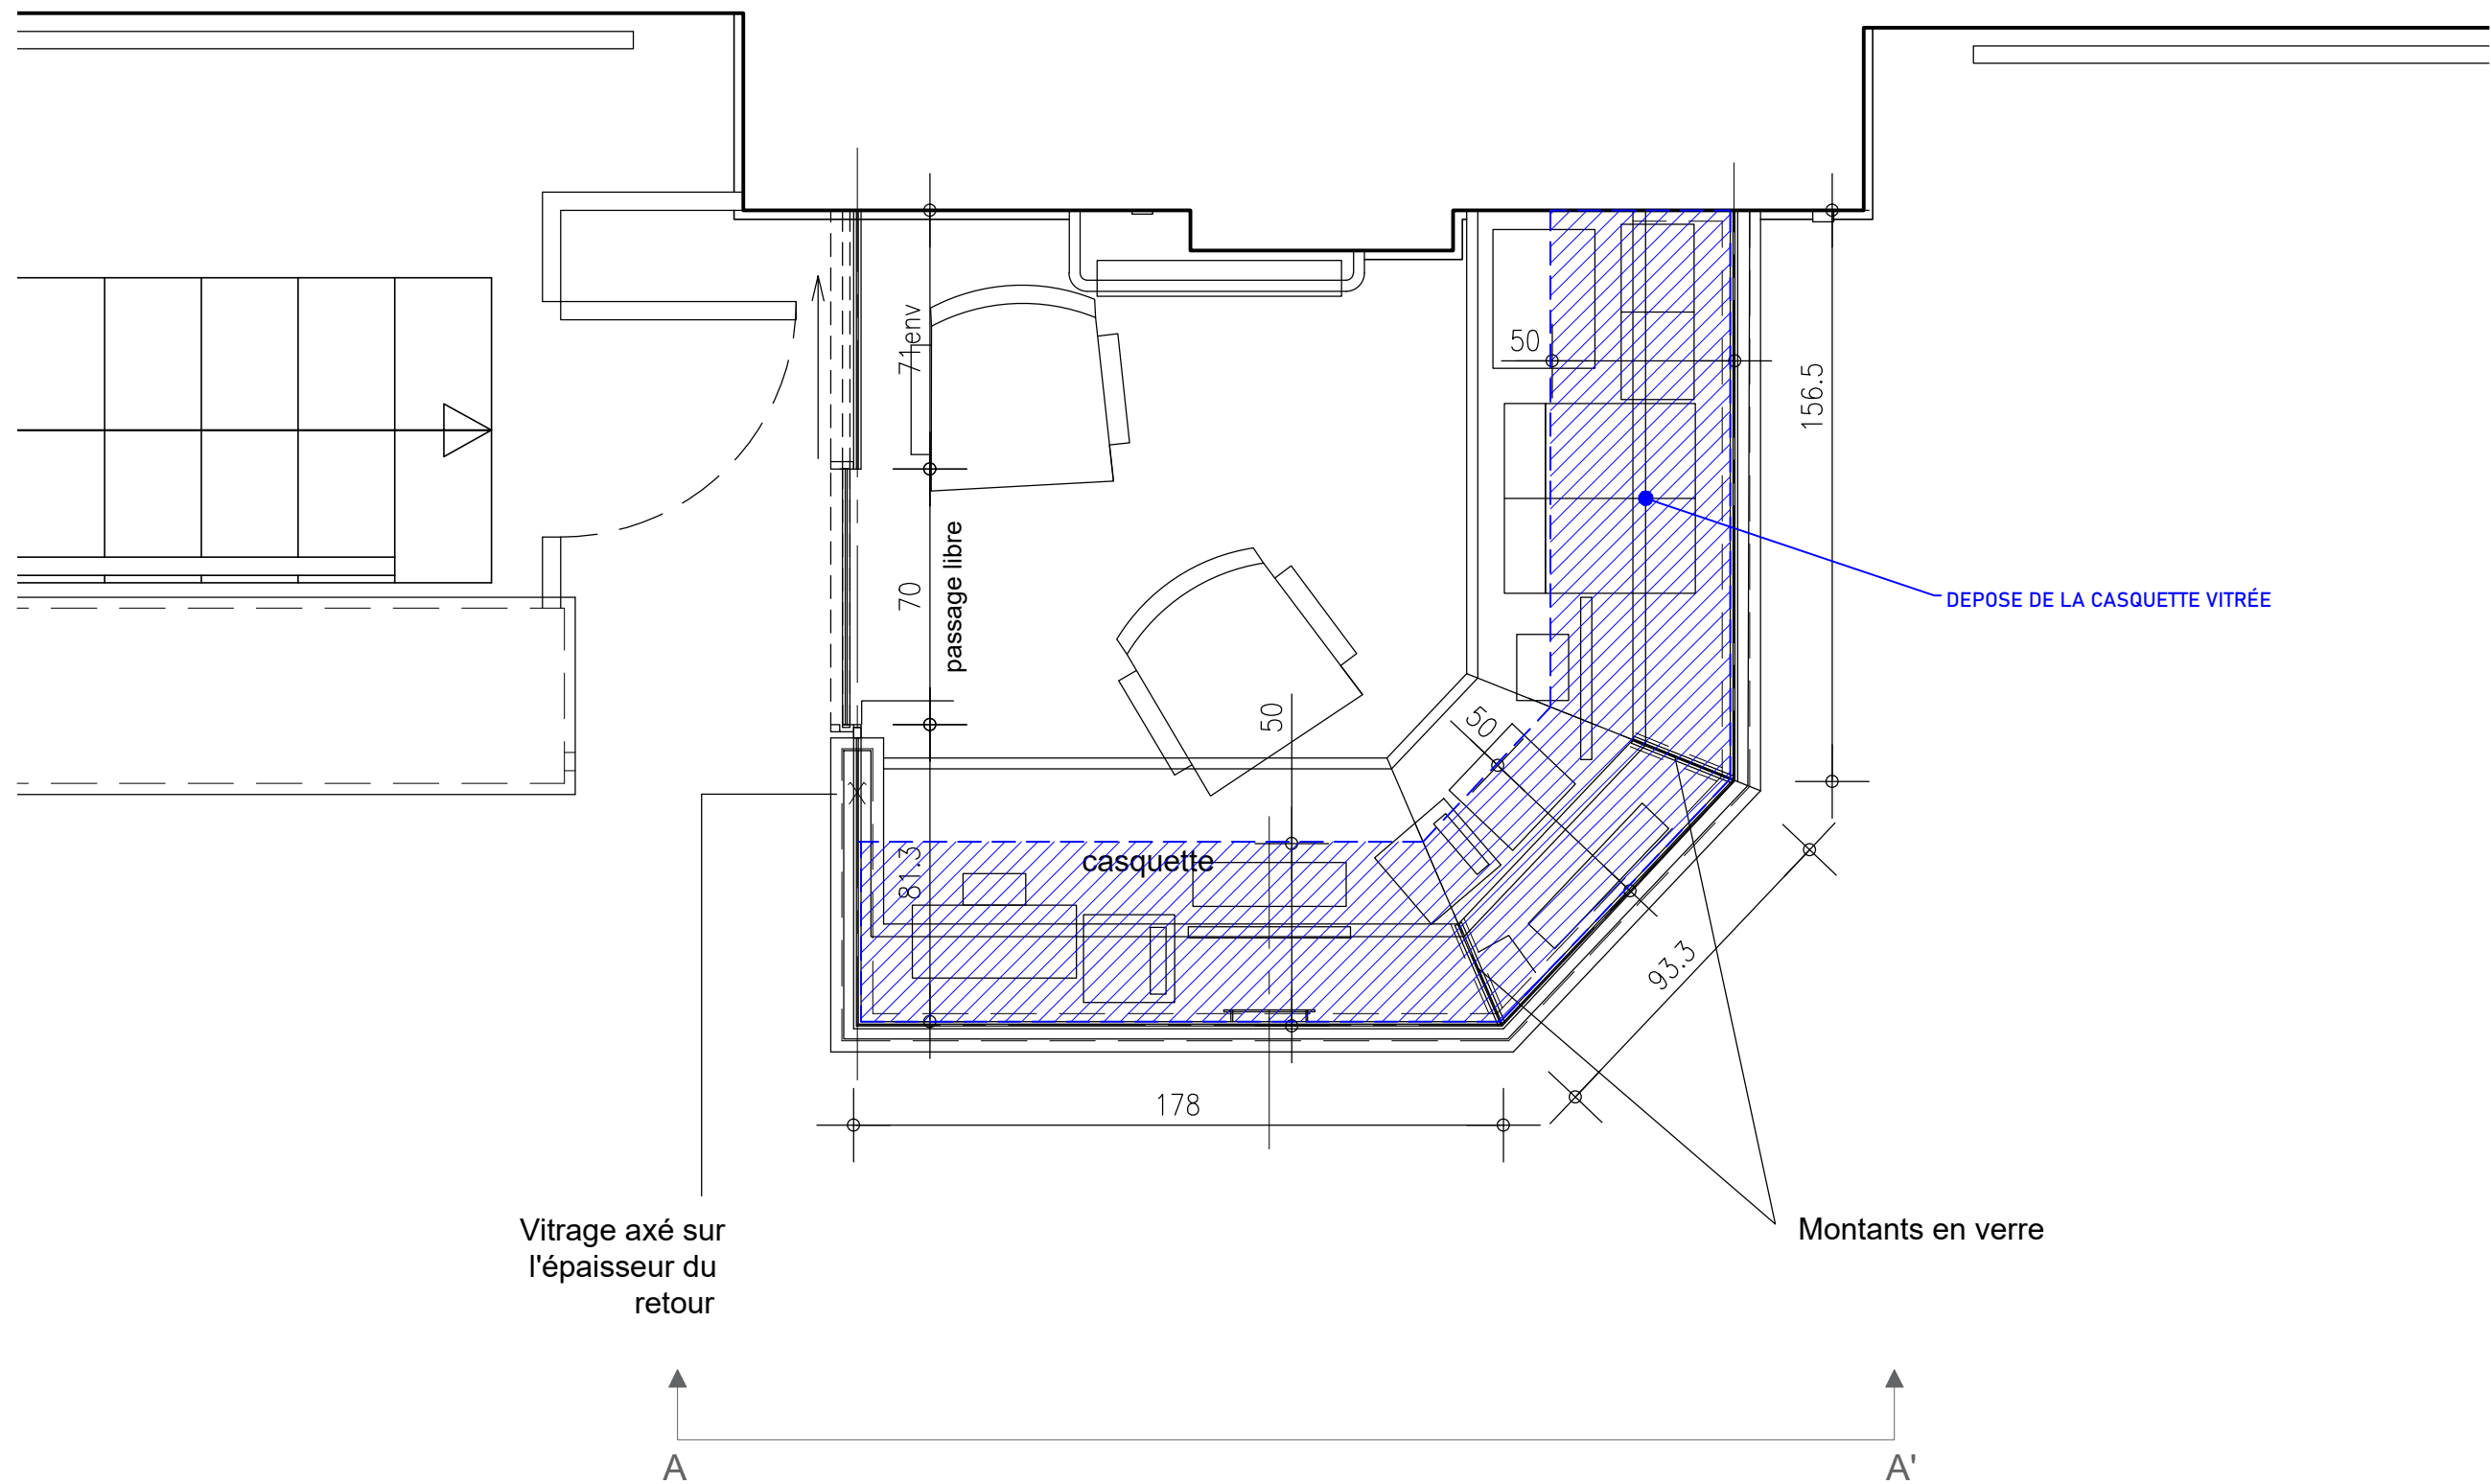 71env
50
156.5
70
passage libre
DEPOSE DE LA CASQUETTE VITRÉE
50
50
casquette
81.3
93.3
178
Vitrage axé sur
l'épaisseur du
retour
Montants en verre
A
A'